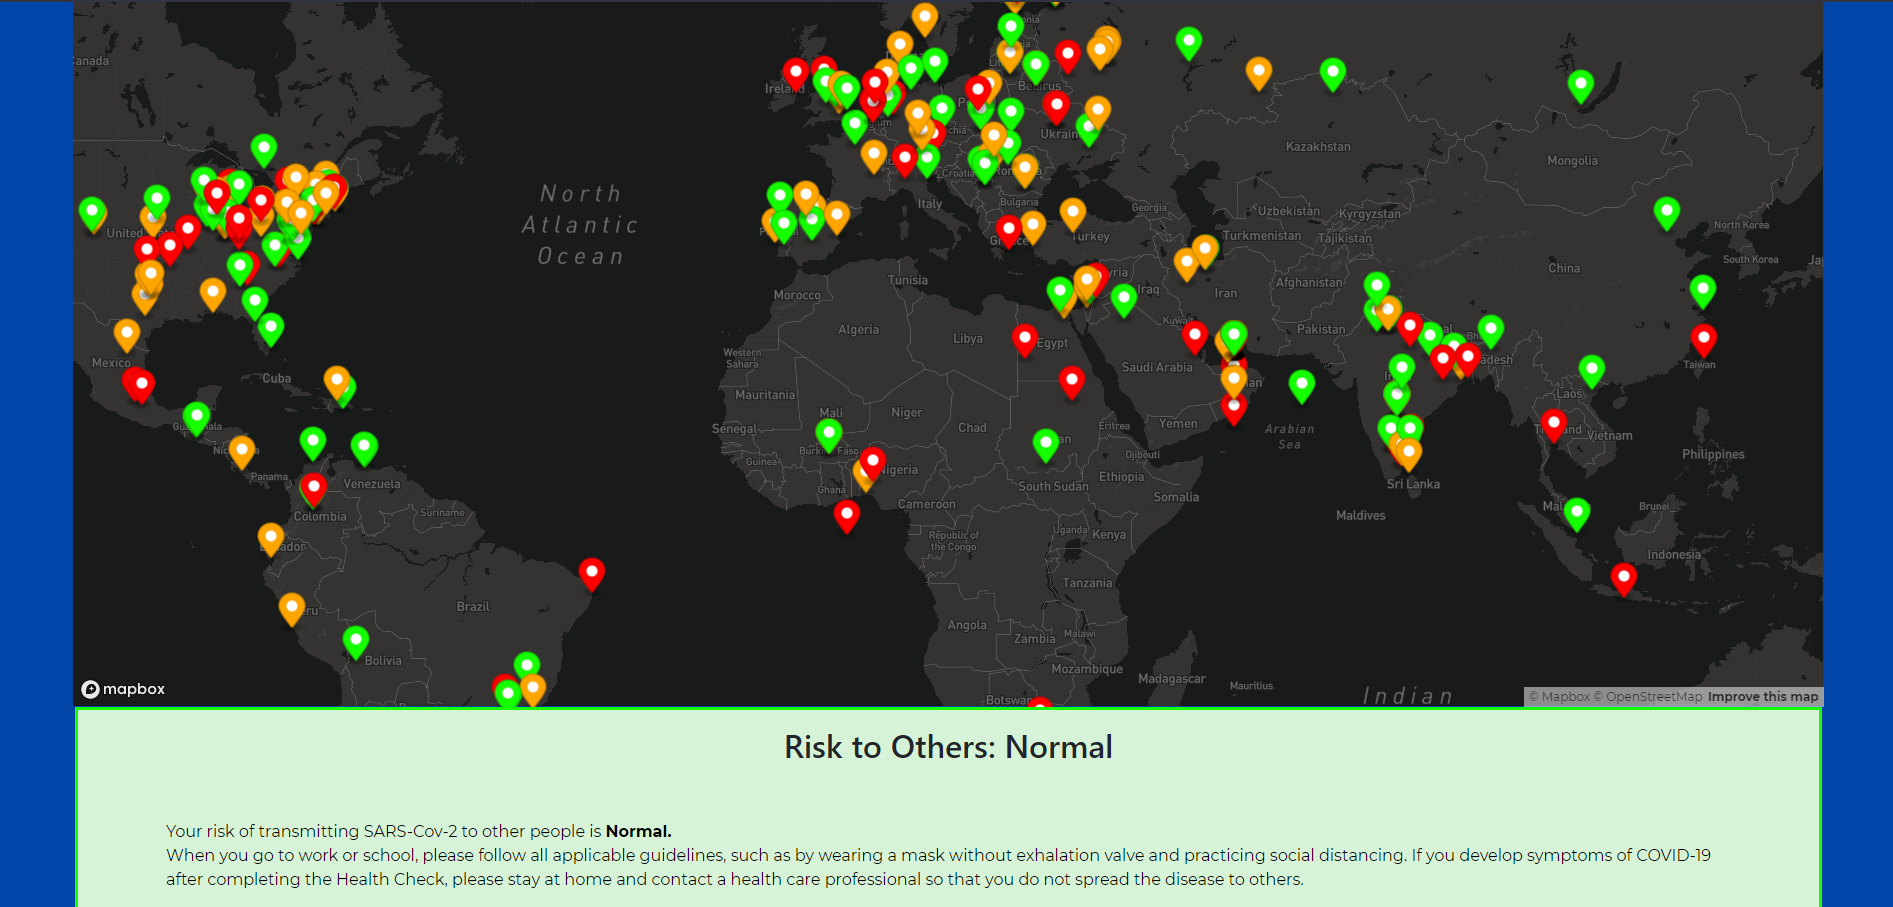 Canada
Ireland
Belarus
Ukraine
Kazakhstan
Mongolia
North
Atlantic
Ocean
Croatia
Italy
Bulgaria
Georgia
Uzbekistan
Kyrgyzstan
Turkey
Turkmenistan
Tajikistan
North Korea
South Korea
China
United
Tunisia
Morocco
Iraq
Iran
Afghanistan
Algeria
Libya
Egypt
Kuwait
Pakistan
Western
Sahara
Saudi Arabia
Taiwan
Mexico
Cuba
Mauritania
Mali
Niger
Chad
Senegal
Burkina Faso
Guinea
Ghana
Nigeria
Yemen
Eritrea
Arabian
Sea
Laos
Vietnam
Philippines
Djibouti
Ethiopia
South Sudan
Somalia
Sri Lanka
Panama
Venezuela
Colombia
Suriname
Cameroon
Maldives
Brunei
Republic of
the Congo
Uganda
Kenya
Indonesia
Tanzania
Brazil
Angola
Zambia
Malawi
Bolivia
Mozambique
Madagascar
Mauritius
Indian
mapbox
© Mapbox © OpenStreetMap Improve this map
Risk to Others: Normal
Your risk of transmitting SARS-Cov-2 to other people is Normal.
When you go to work or school, please follow all applicable guidelines, such as by wearing a mask without exhalation valve and practicing social distancing. If you develop symptoms of COVID-19
after completing the Health Check, please stay at home and contact a health care professional so that you do not spread the disease to others.